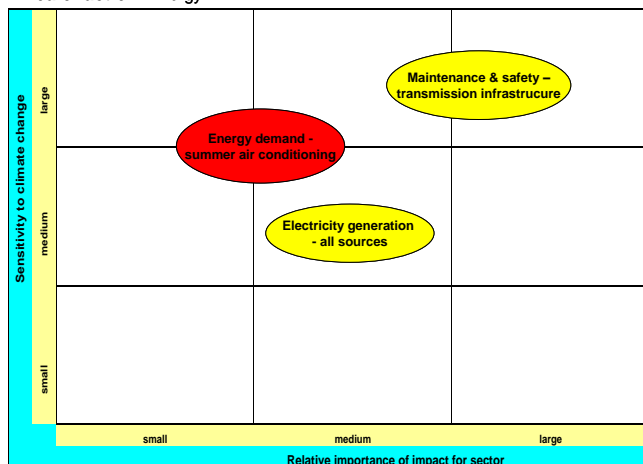 Maintenance & safety –
transmission infrastrucure
Energy demand -
summer air conditioning
Electricity generation
- all sources
Sensitivity to climate change
large
medium
small
small
medium
large
Relative importance of impact for sector